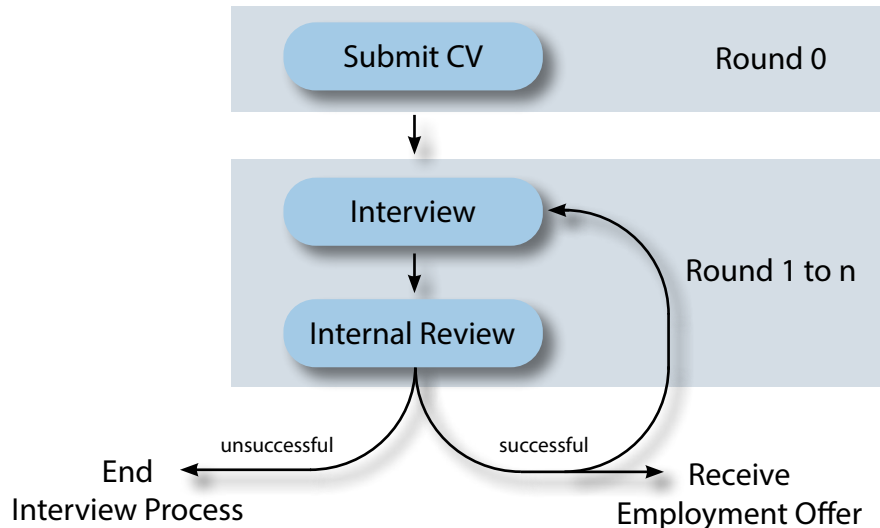 Submit CV
Round 0
Interview
Round 1 to n
Internal Review
unsuccessful
successful
End
Interview Process
Receive
Employment Offer